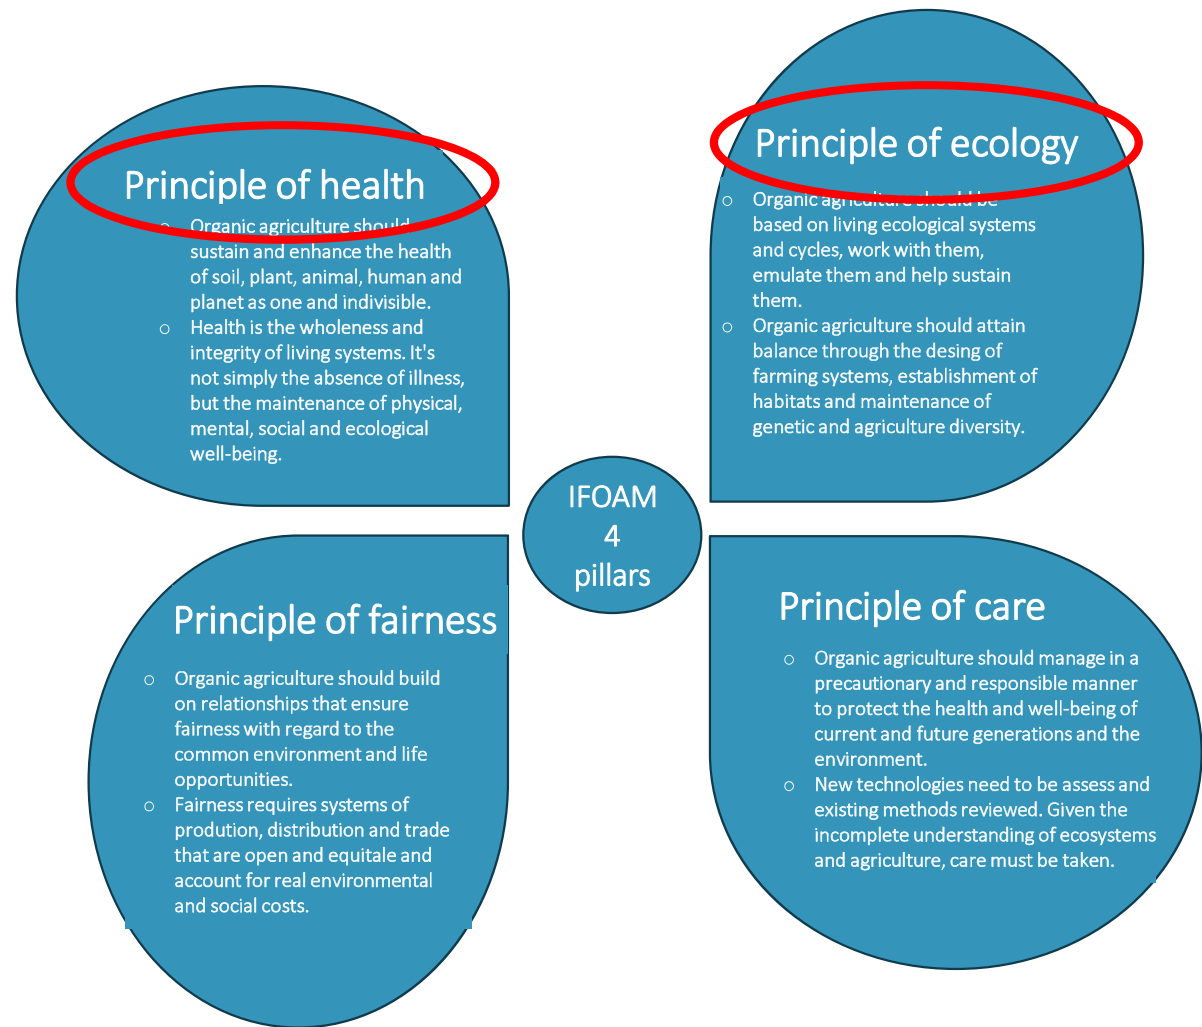 Principle of health
○ Organic agriculture should
sustain and enhance the health
of soil, plant, animal, human and
planet as one and indivisible.
○ Health is the wholeness and
integrity of living systems. It's
not simply the absence of illness,
but the maintenance of physical,
mental, social and ecological
well-being.
Principle of ecology
○ Organic agriculture should be
based on living ecological systems
and cycles, work with them,
emulate them and help sustain
them.
○ Organic agriculture should attain
balance through the desing of
farming systems, establishment of
habitats and maintenance of
genetic and agriculture diversity.
IFOAM
4
pillars
Principle of fairness
○ Organic agriculture should build
on relationships that ensure
fairness with regard to the
common environment and life
opportunities.
○ Fairness requires systems of
prodution, distribution and trade
that are open and equitale and
account for real environmental
and social costs.
Principle of care
○ Organic agriculture should manage in a
precautionary and responsible manner
to protect the health and well-being of
current and future generations and the
environment.
○ New technologies need to be assess and
existing methods reviewed. Given the
incomplete understanding of ecosystems
and agriculture, care must be taken.